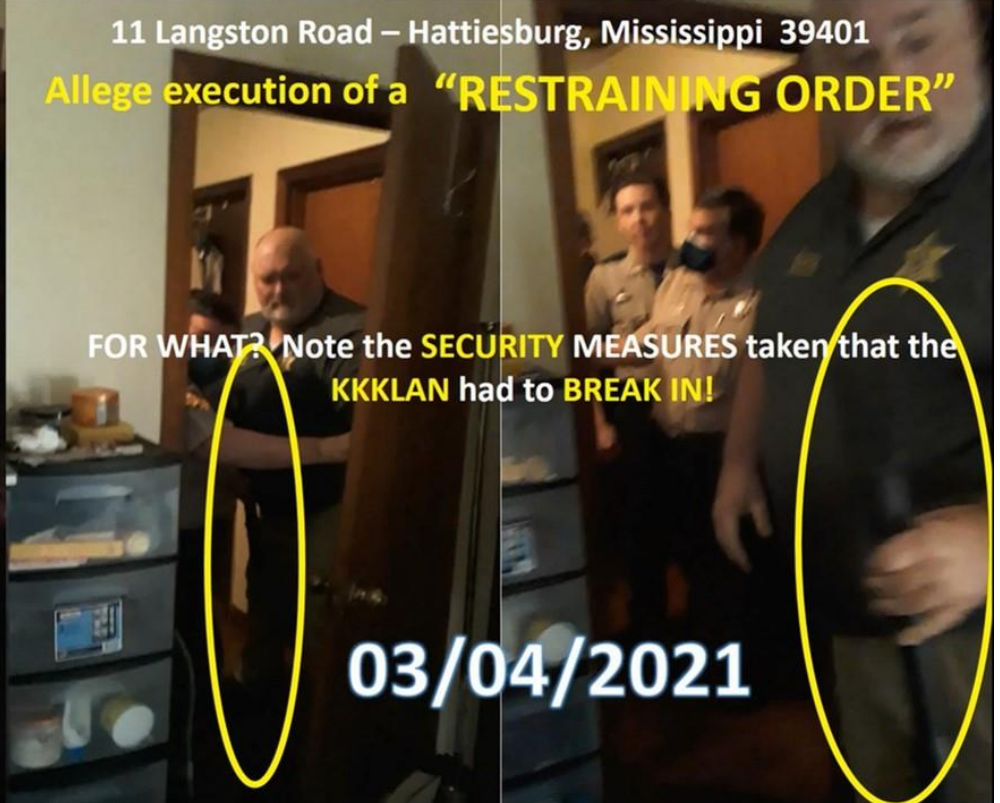 11 Langston Road – Hattiesburg, Mississippi 39401
Allege execution of a “RESTRAINING ORDER”
FOR WHAT? Note the SECURITY MEASURES taken that the
KKKLAN had to BREAK IN!
03/04/2021